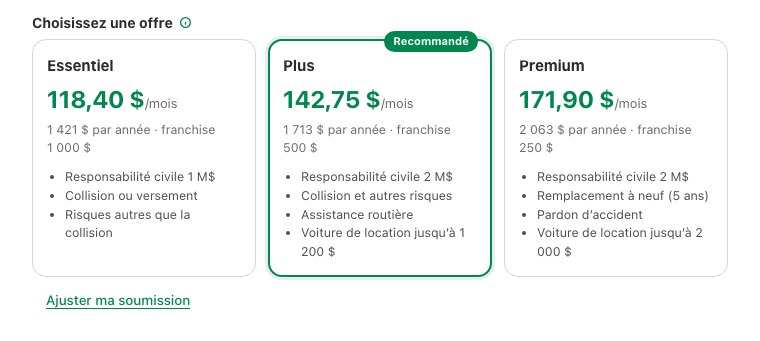 Choisissez une offre
Recommandé
Essentiel
118,40 $/mois
1 421 $ par année · franchise
1 000 $
• Responsabilité civile 1 M$
• Collision ou versement
• Risques autres que la
collision
Plus
142,75 $/mois
1 713 $ par année · franchise
500 $
• Responsabilité civile 2 M$
• Collision et autres risques
• Assistance routière
• Voiture de location jusqu’à 1
200 $
Premium
171,90 $/mois
2 063 $ par année · franchise
250 $
• Responsabilité civile 2 M$
• Remplacement à neuf (5 ans)
• Pardon d’accident
• Voiture de location jusqu’à 2
000 $
Ajuster ma soumission